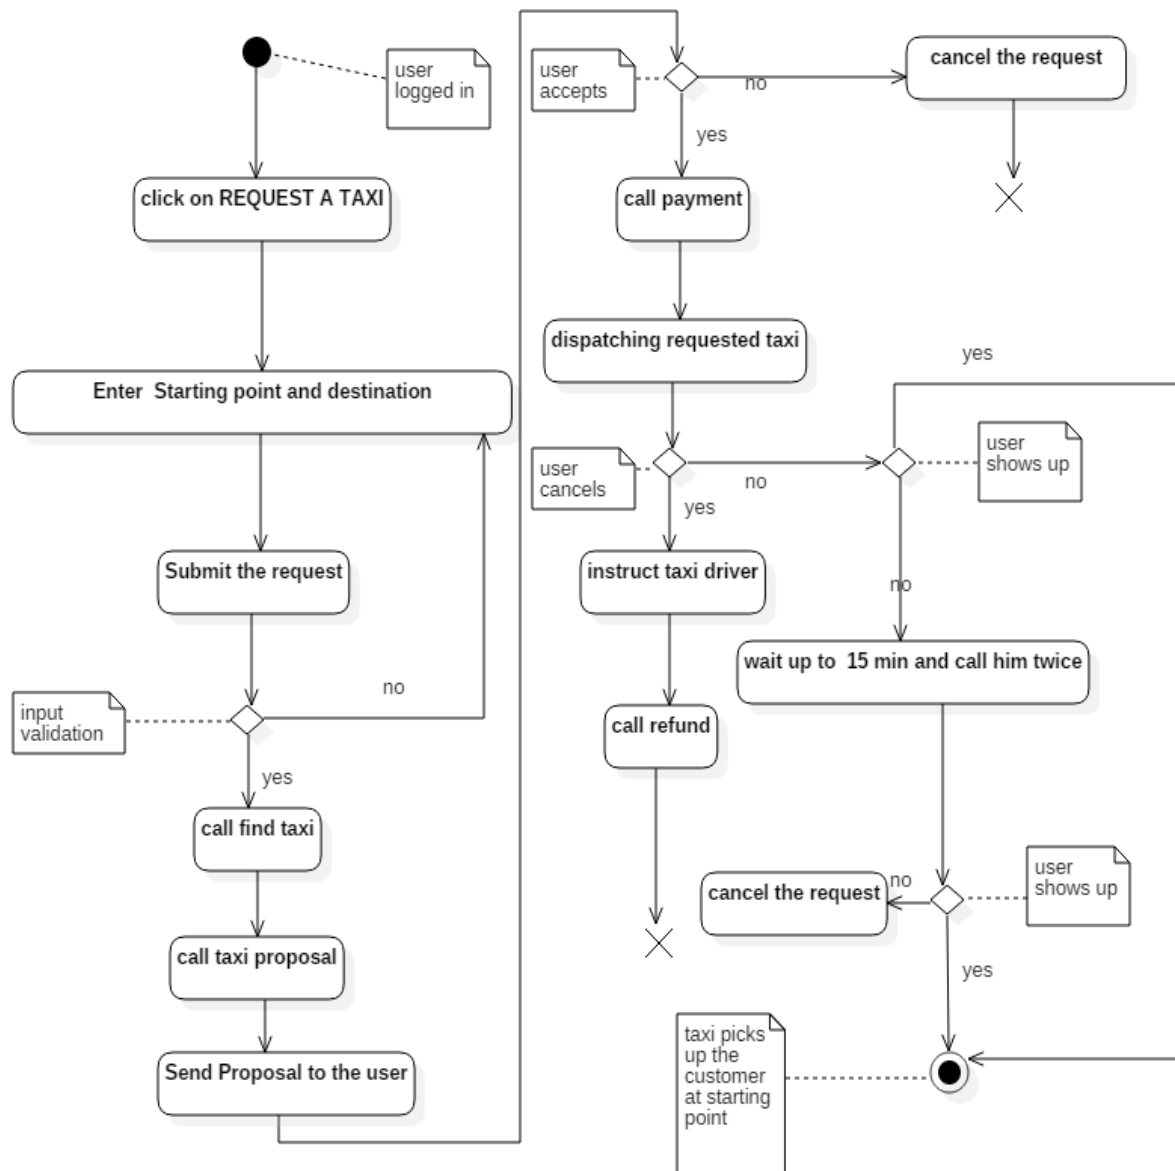 user
logged in
click on REQUEST A TAXI
Enter  Starting point and destination
Submit the request
no
input
validation
yes
call find taxi
call taxi proposal
Send Proposal to the user
user
accepts
no
cancel the request
yes
call payment
dispatching requested taxi
yes
user
cancels
no
user
shows up
yes
instruct taxi driver
no
wait up to  15 min and call him twice
call refund
cancel the request
no
user
shows up
yes
taxi picks
up the
customer
at starting
point